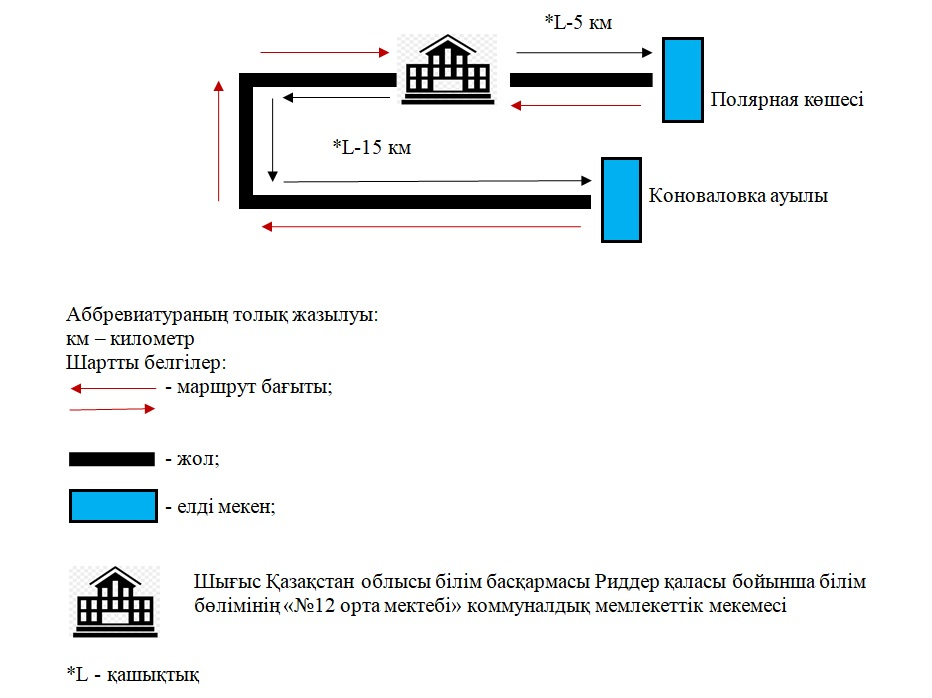 *L-5 км
Полярная көшесі
*L-15 км
Коноваловка ауылы
Аббревиатураның толық жазылуы:
км – километр
Шартты белгілер:
- маршрут бағыты;
- жол;
- елді мекен;
Шығыс Қазақстан облысы білім басқармасы Риддер қаласы бойынша білім
бөлімінің «№12 орта мектебі» коммуналдық мемлекеттік мекемесі
*L - қашықтық